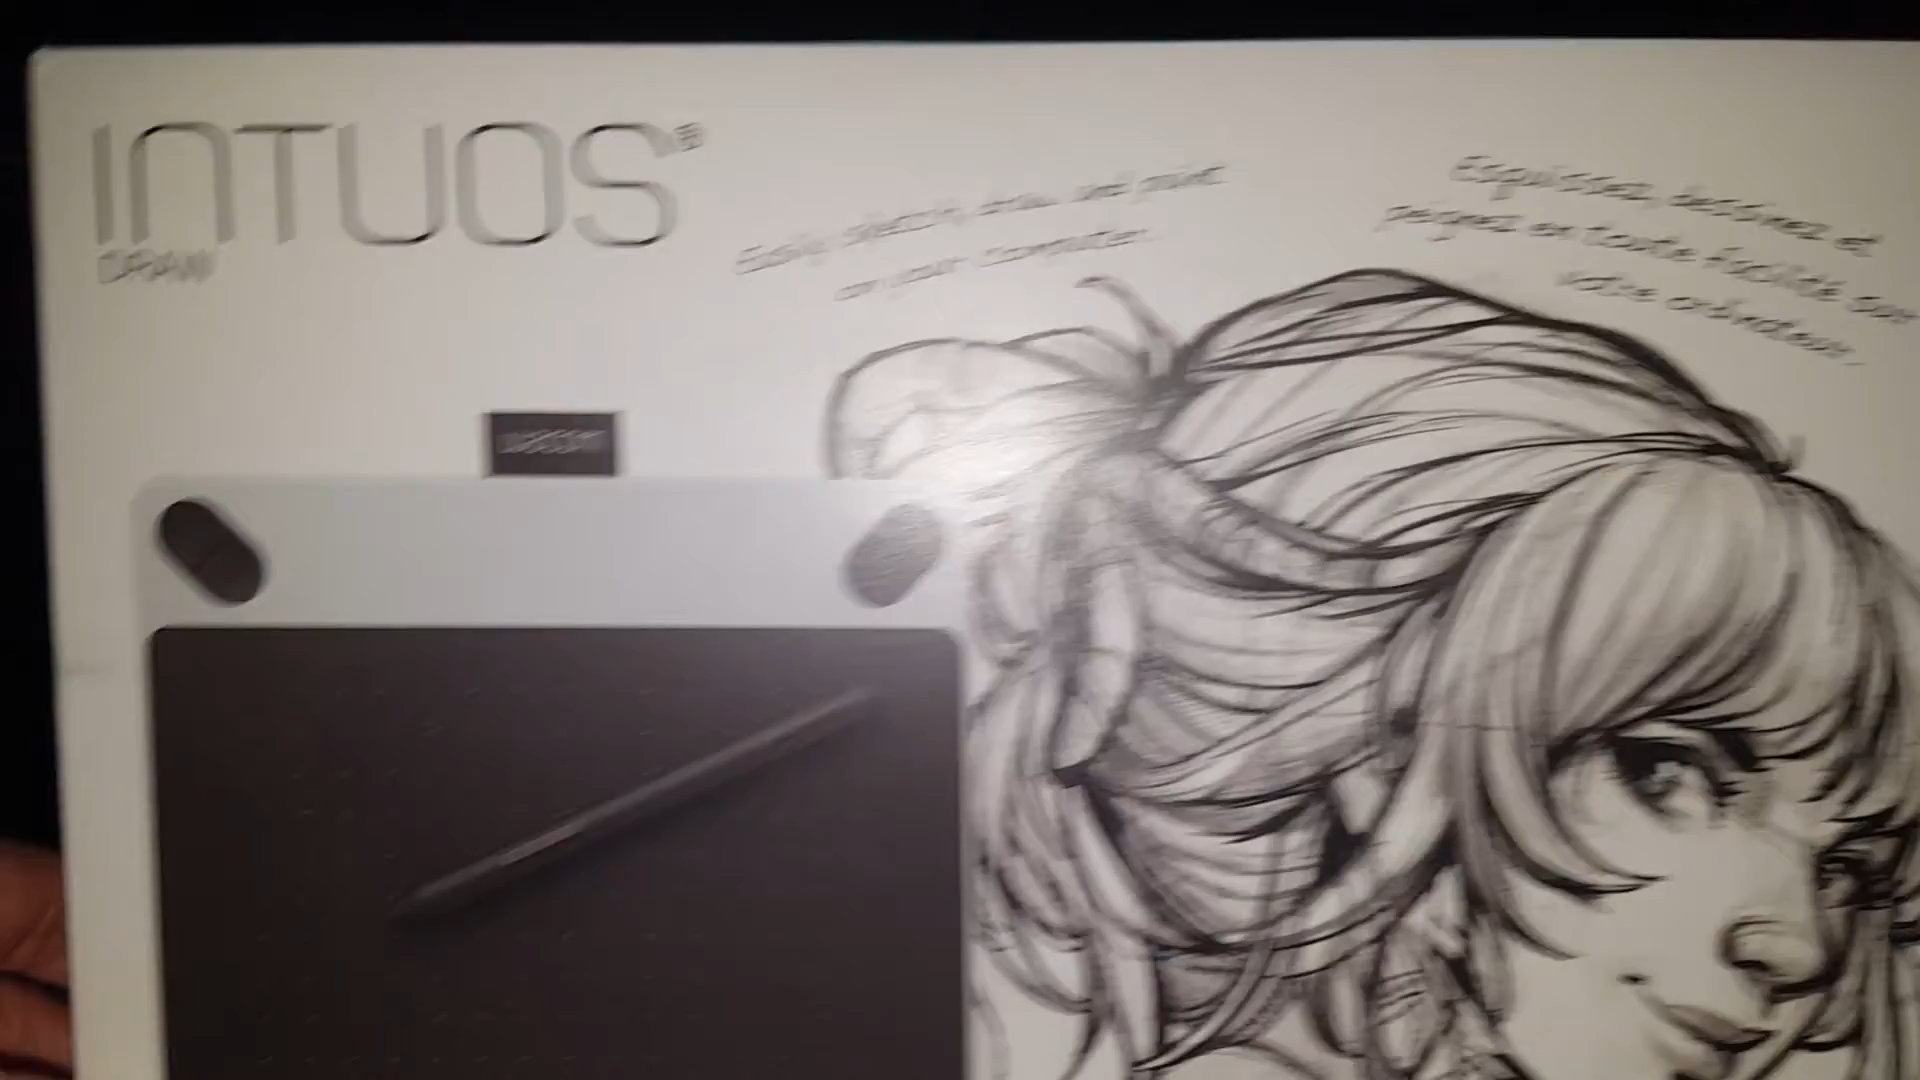 INTUOS®
DRAW
Easily sketch, draw and paint
on your computer.
Esquissez, dessinez et
peignez en toute facilité sur
votre ordinateur.
wacom